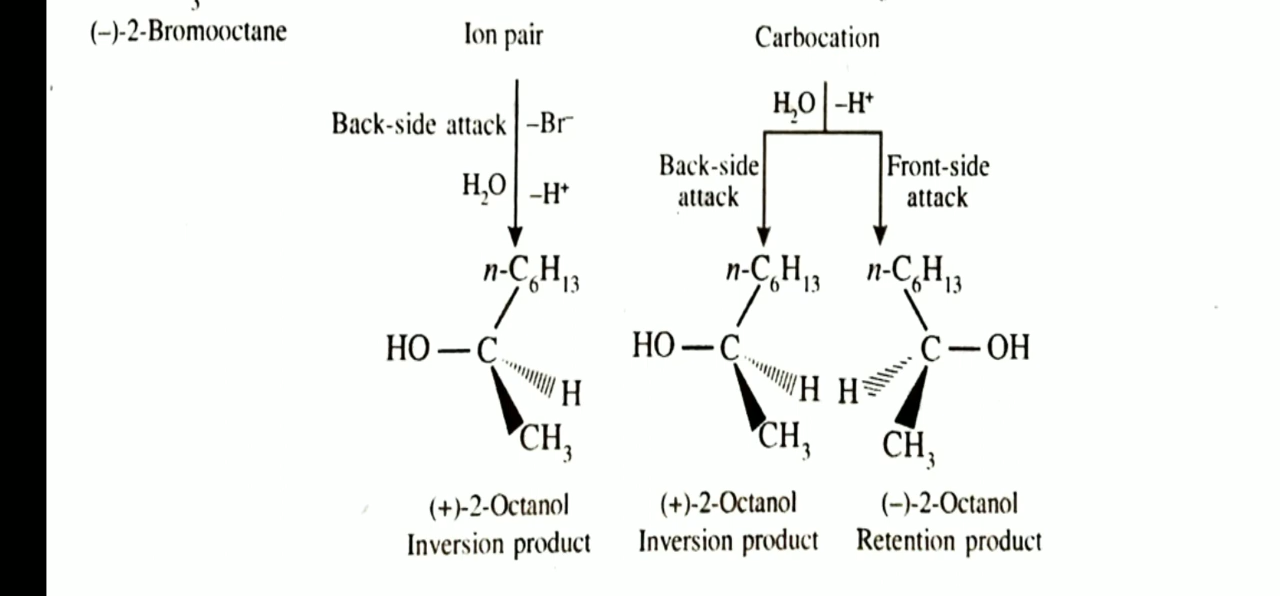 (–)-2-Bromooctane
Ion pair
Carbocation
Back-side attack
–Br⁻
H₂O
–H⁺
H₂O
–H⁺
Back-side
attack
Front-side
attack
n-C₆H₁₃
HO — C
H
CH₃
n-C₆H₁₃
HO — C
H
CH₃
n-C₆H₁₃
C — OH
H
CH₃
(+)-2-Octanol
Inversion product
(+)-2-Octanol
Inversion product
(–)-2-Octanol
Retention product